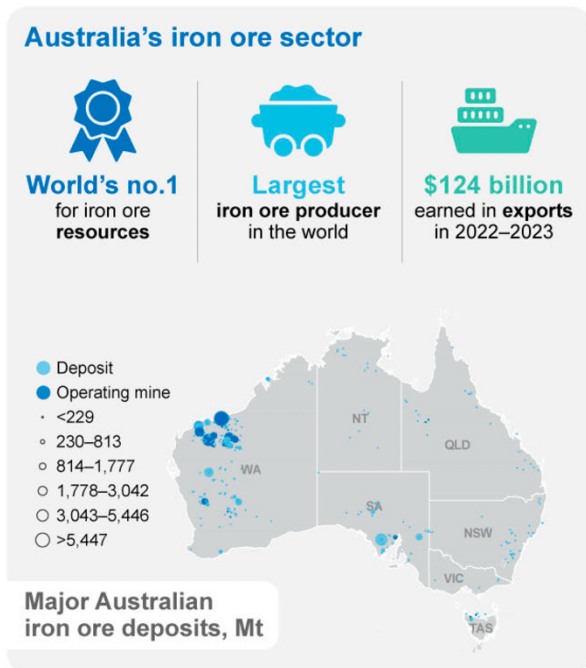 Australia's iron ore sector
World's no.1
for iron ore
resources
Largest
iron ore producer
in the world
$124 billion
earned in exports
in 2022–2023
Deposit
Operating mine
<229
230–813
814–1,777
1,778–3,042
3,043–5,446
>5,447
NT
QLD
WA
SA
NSW
VIC
TAS
Major Australian
iron ore deposits, Mt